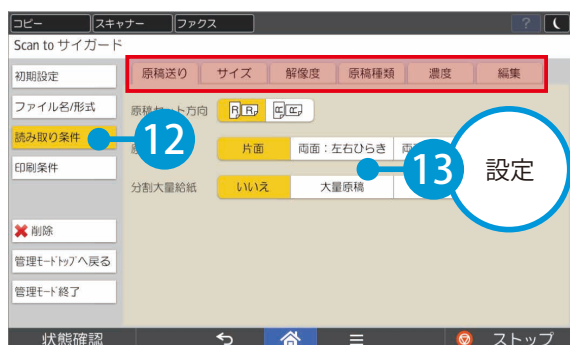 コピー スキャナー ファクス ?
Scan to サイガード
初期設定 原稿送り サイズ 解像度 原稿種類 濃度 編集
ファイル名/形式 原稿セット方向 R R R R
読み取り条件 12 片面 両面：左右ひらき 13 設定
印刷条件
分割大量給紙 いいえ 大量原稿
削除
管理モードトップへ戻る
管理モード終了
状態確認 ストップ